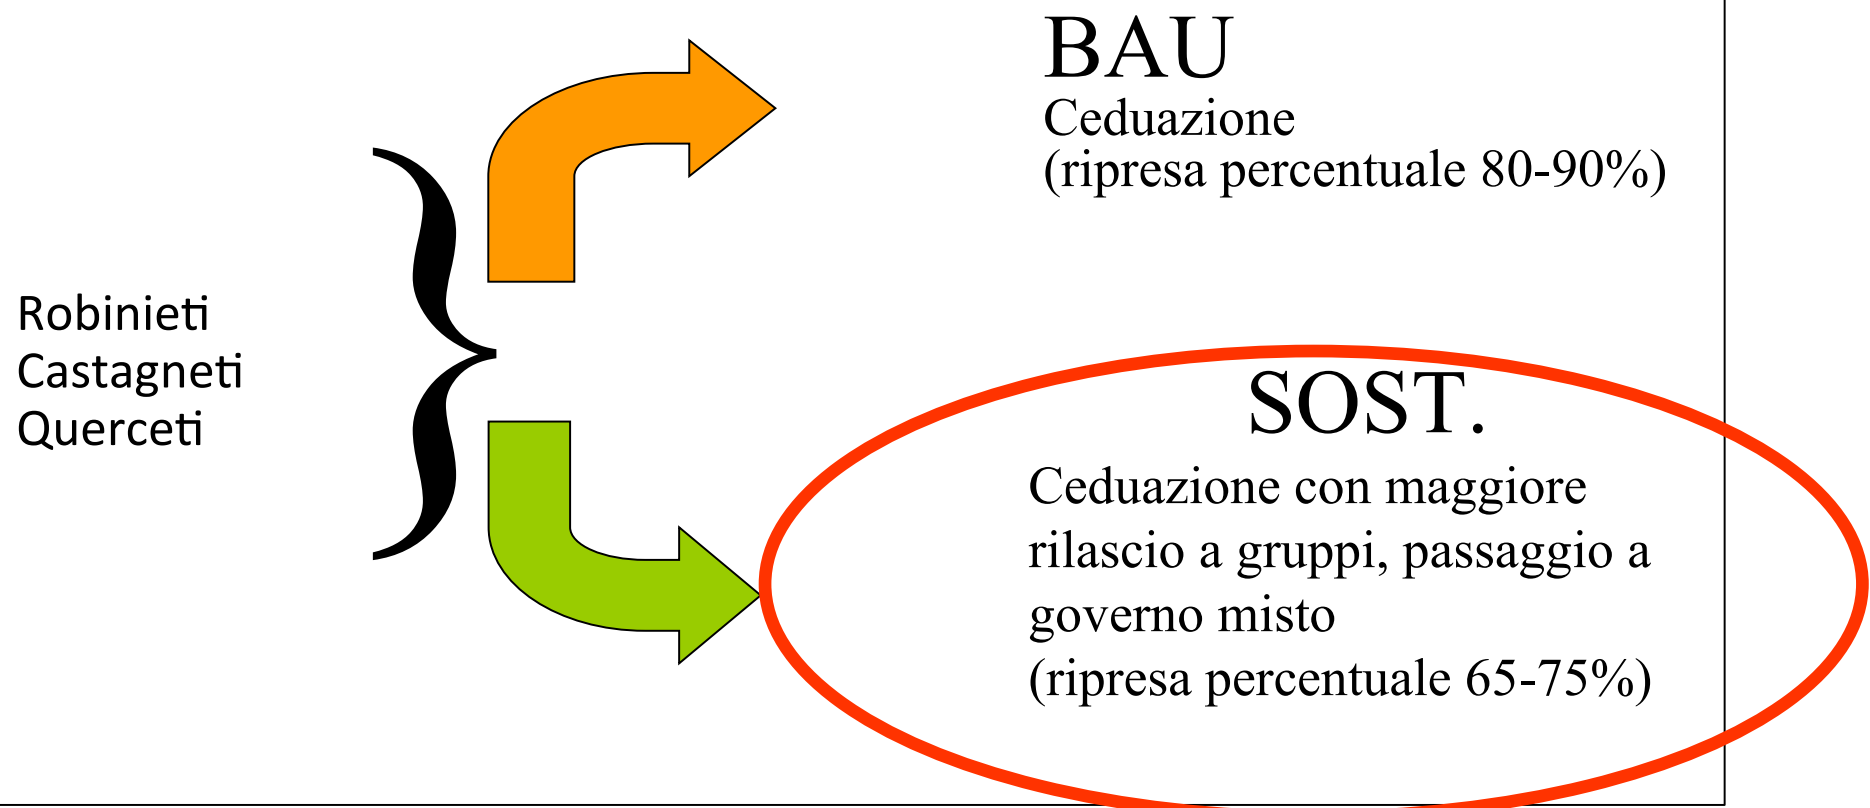 Robinieti
Castagneti
Querceti
BAU
Ceduazione
(ripresa percentuale 80-90%)
SOST.
Ceduazione con maggiore
rilascio a gruppi, passaggio a
governo misto
(ripresa percentuale 65-75%)